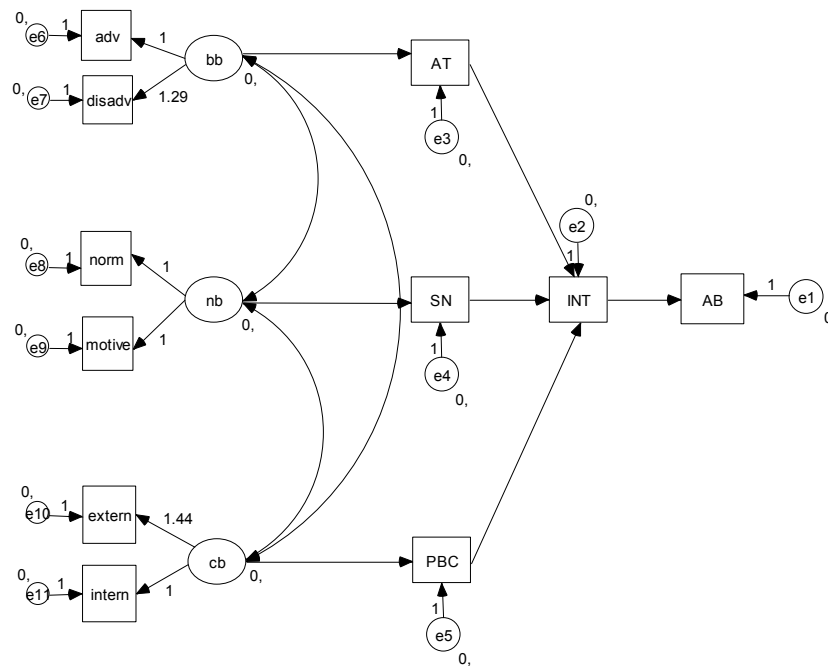 0,
e6
1
adv
1
bb
0,
0,
e7
1
disadv
1.29
AT
1
e3
0,
0,
e8
1
norm
1
nb
0,
0,
e9
1
motive
1
SN
1
e4
0,
0,
e2
1
INT
AB
1
e1
0
0,
e10
1
extern
1.44
cb
0,
0,
e11
1
intern
1
PBC
1
e5
0,